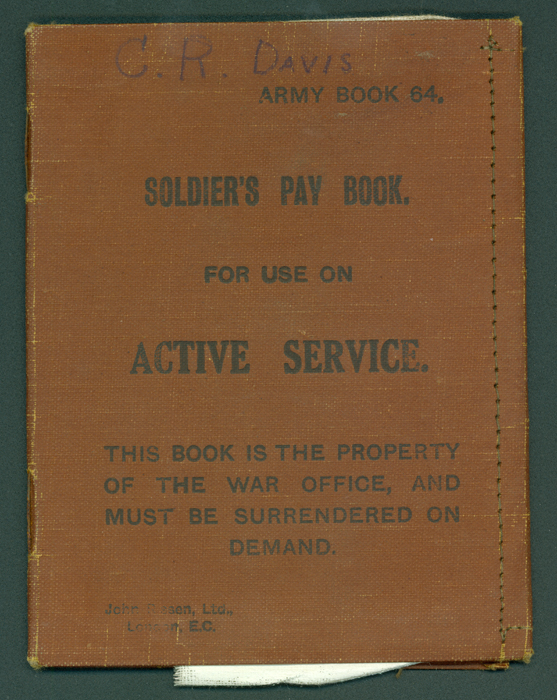 C. R. DAVIS
ARMY BOOK 64.
SOLDIER'S PAY BOOK.
FOR USE ON
ACTIVE SERVICE.
THIS BOOK IS THE PROPERTY
OF THE WAR OFFICE, AND
MUST BE SURRENDERED ON
DEMAND.
John Ltd.,
London, E.C.